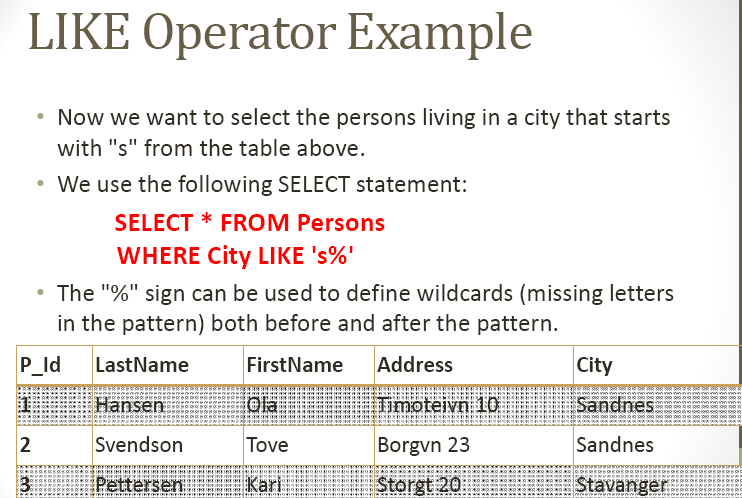 LIKE Operator Example
• Now we want to select the persons living in a city that starts
with "s" from the table above.
• We use the following SELECT statement:
SELECT * FROM Persons
WHERE City LIKE 's%'
• The "%" sign can be used to define wildcards (missing letters
in the pattern) both before and after the pattern.
P_Id LastName FirstName Address City
1 Hansen Ola Timoteivn 10 Sandnes
2 Svendson Tove Borgvn 23 Sandnes
3 Pettersen Kari Storgt 20 Stavanger